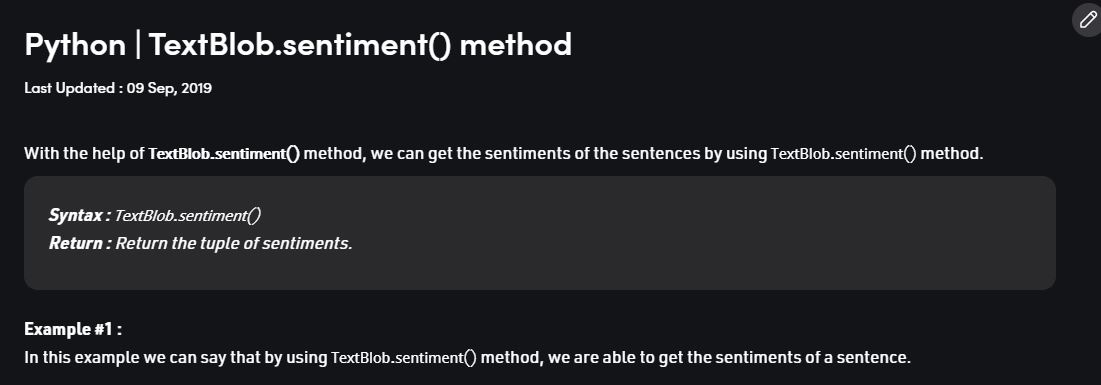 Python | TextBlob.sentiment() method
Last Updated : 09 Sep, 2019
With the help of TextBlob.sentiment() method, we can get the sentiments of the sentences by using TextBlob.sentiment() method.
Syntax : TextBlob.sentiment()
Return : Return the tuple of sentiments.
Example #1 :
In this example we can say that by using TextBlob.sentiment() method, we are able to get the sentiments of a sentence.